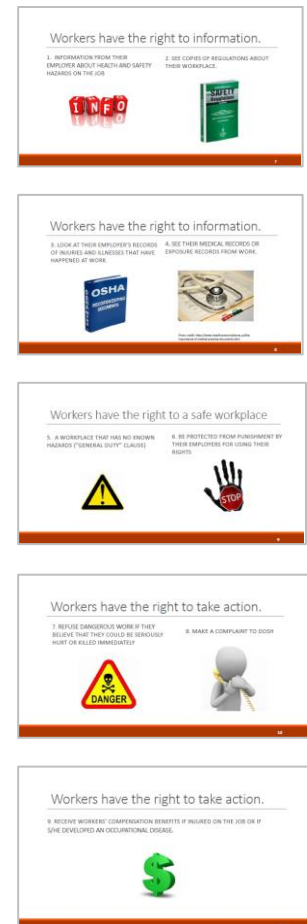 Workers have the right to information.
1. INFORMATION FROM THEIR
EMPLOYER ABOUT HEALTH AND SAFETY
HAZARDS ON THE JOB
2. SEE COPIES OF REGULATIONS ABOUT
THEIR WORKPLACE.
INFO
SAFETY
7
Workers have the right to information.
3. LOOK AT THEIR EMPLOYER'S RECORDS
OF INJURIES AND ILLNESSES THAT HAVE
HAPPENED AT WORK.
4. SEE THEIR MEDICAL RECORDS OR
EXPOSURE RECORDS FROM WORK.
OSHA
RECORDKEEPING
DOCUMENTS
8
Workers have the right to a safe workplace
5. A WORKPLACE THAT HAS NO KNOWN
HAZARDS ("GENERAL DUTY" CLAUSE)
6. BE PROTECTED FROM PUNISHMENT BY
THEIR EMPLOYERS FOR USING THEIR
RIGHTS
STOP
9
Workers have the right to take action.
7. REFUSE DANGEROUS WORK IF THEY
BELIEVE THAT THEY COULD BE SERIOUSLY
HURT OR KILLED IMMEDIATELY
8. MAKE A COMPLAINT TO DOSH
DANGER
10
Workers have the right to take action.
9. RECEIVE WORKERS' COMPENSATION BENEFITS IF INJURED ON THE JOB OR IF
S/HE DEVELOPED AN OCCUPATIONAL DISEASE.
$